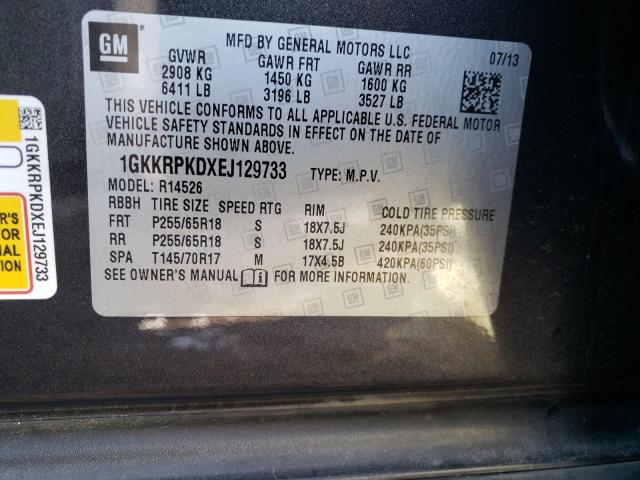 GM
MFD BY GENERAL MOTORS LLC
07/13
GVWR GAWR FRT GAWR RR
2908 KG 1450 KG 1600 KG
6411 LB 3196 LB 3527 LB
THIS VEHICLE CONFORMS TO ALL APPLICABLE U.S. FEDERAL MOTOR
VEHICLE SAFETY STANDARDS IN EFFECT ON THE DATE OF
MANUFACTURE SHOWN ABOVE.
1GKKRPKDXEJ129733 TYPE: M.P.V.
MODEL: R14526
RBBH TIRE SIZE SPEED RTG RIM COLD TIRE PRESSURE
FRT P255/65R18 S 18X7.5J 240KPA(35PSI)
RR P255/65R18 S 18X7.5J 240KPA(35PSI)
SPA T145/70R17 M 17X4.5B 420KPA(60PSI)
SEE OWNER'S MANUAL i FOR MORE INFORMATION.
1GKKRPKDXEJ129733